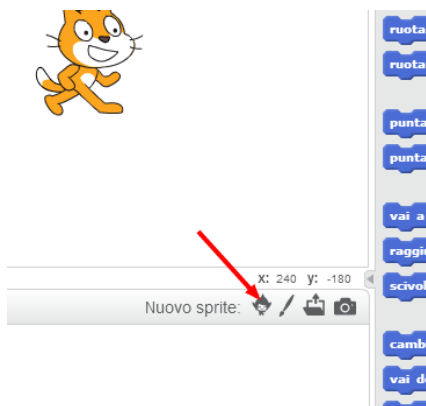 ruota
ruota
punta
punta
vai a
raggi
scivol
camb
vai d
x: 240 y: -180
Nuovo sprite: